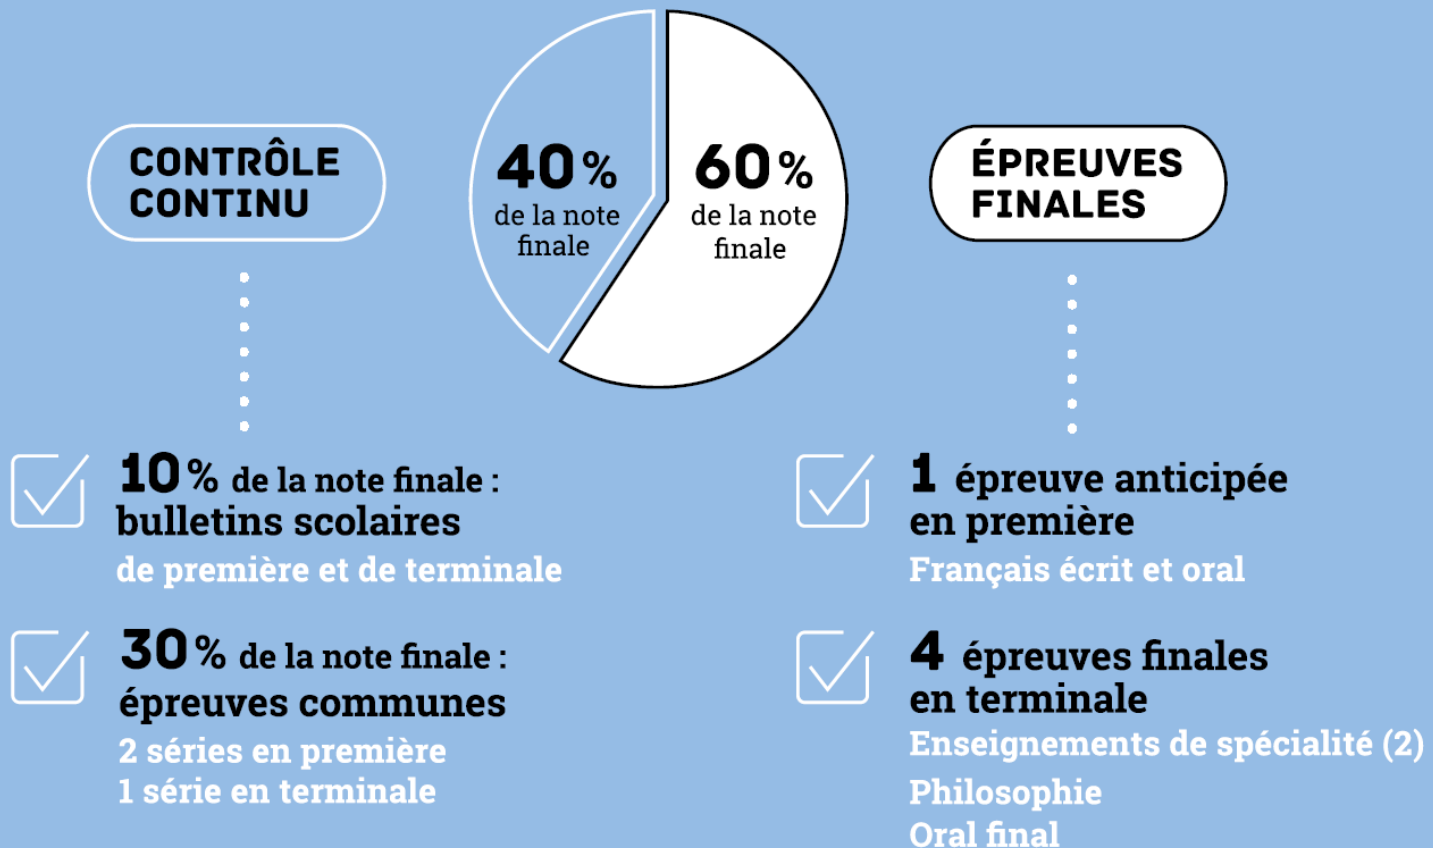 CONTRÔLE
CONTINU
40%
de la note
finale
60%
de la note
finale
ÉPREUVES
FINALES
10% de la note finale :
bulletins scolaires
de première et de terminale
30% de la note finale :
épreuves communes
2 séries en première
1 série en terminale
1 épreuve anticipée
en première
Français écrit et oral
4 épreuves finales
en terminale
Enseignements de spécialité (2)
Philosophie
Oral final